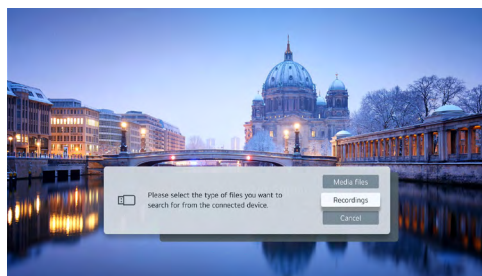 Media files
Please select the type of files you want to
search for from the connected device.
Recordings
Cancel